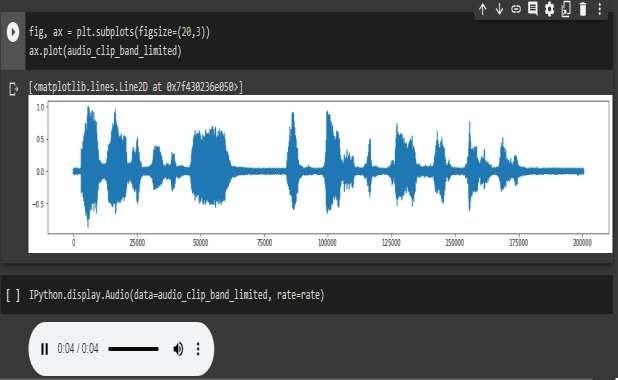 fig, ax = plt.subplots(figsize=(20,3))
ax.plot(audio_clip_band_limited)
[<matplotlib.lines.Line2D at 0x7f430236e050>]
1.0
0.5
0.0
−0.5
0 25000 50000 75000 100000 125000 150000 175000 200000
[ ] IPython.display.Audio(data=audio_clip_band_limited, rate=rate)
0:04 / 0:04